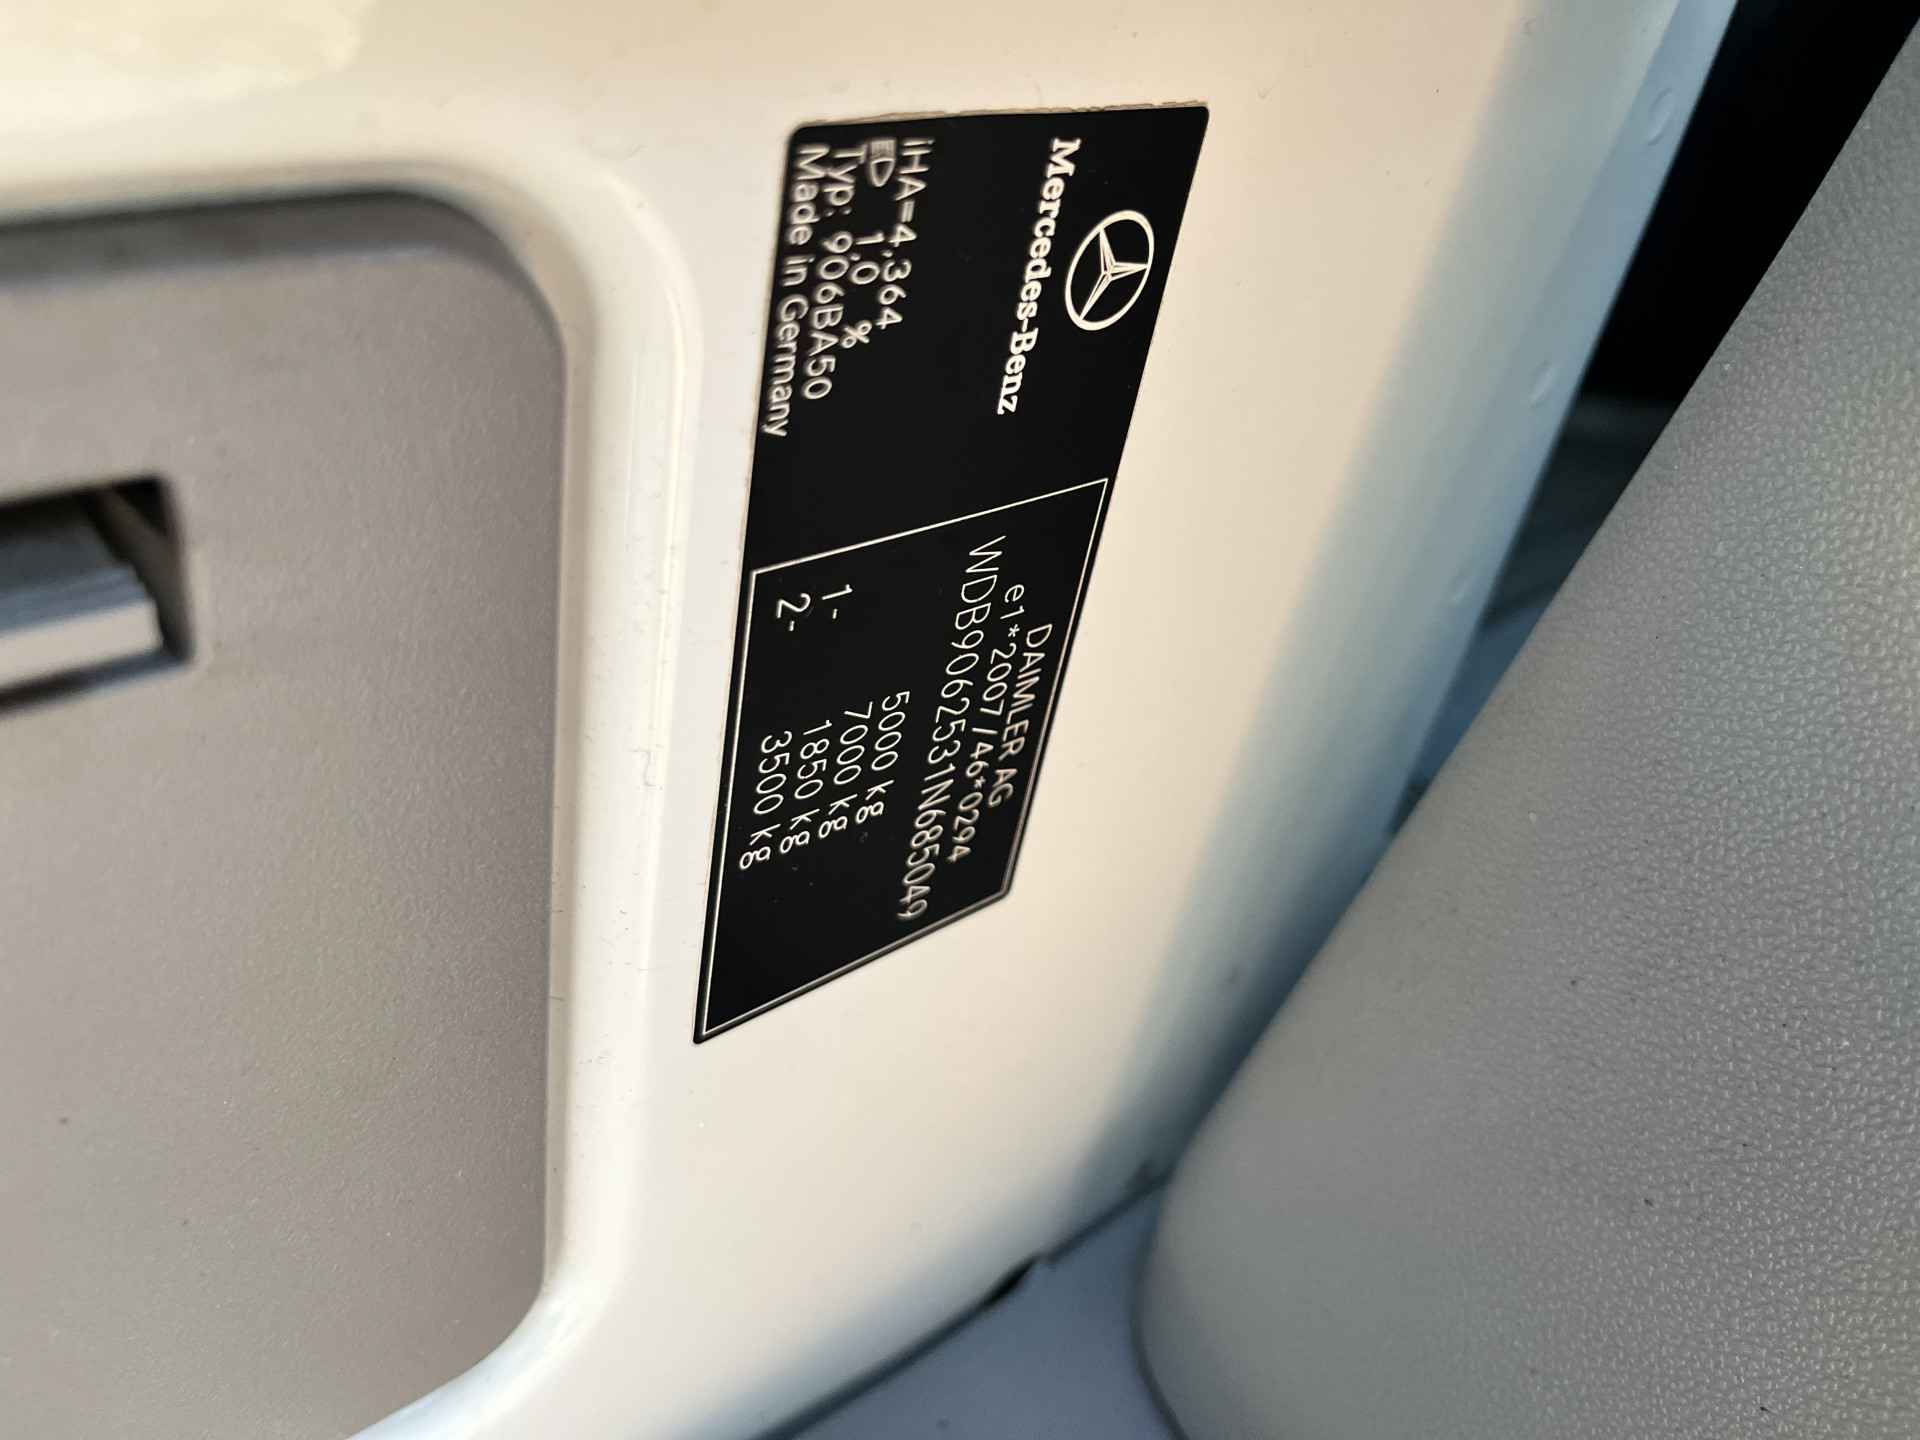 Mercedes-Benz
iHA=4,364
1,0 %
Typ: 906BA50
Made in Germany
DAIMLER AG
e1*2007/46*0294
WDB9062531N685049
5000 kg
7000 kg
1- 1850 kg
2- 3500 kg